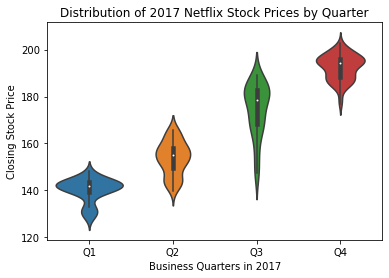 Distribution of 2017 Netflix Stock Prices by Quarter
200
180
160
140
120
Closing Stock Price
Q1 Q2 Q3 Q4
Business Quarters in 2017